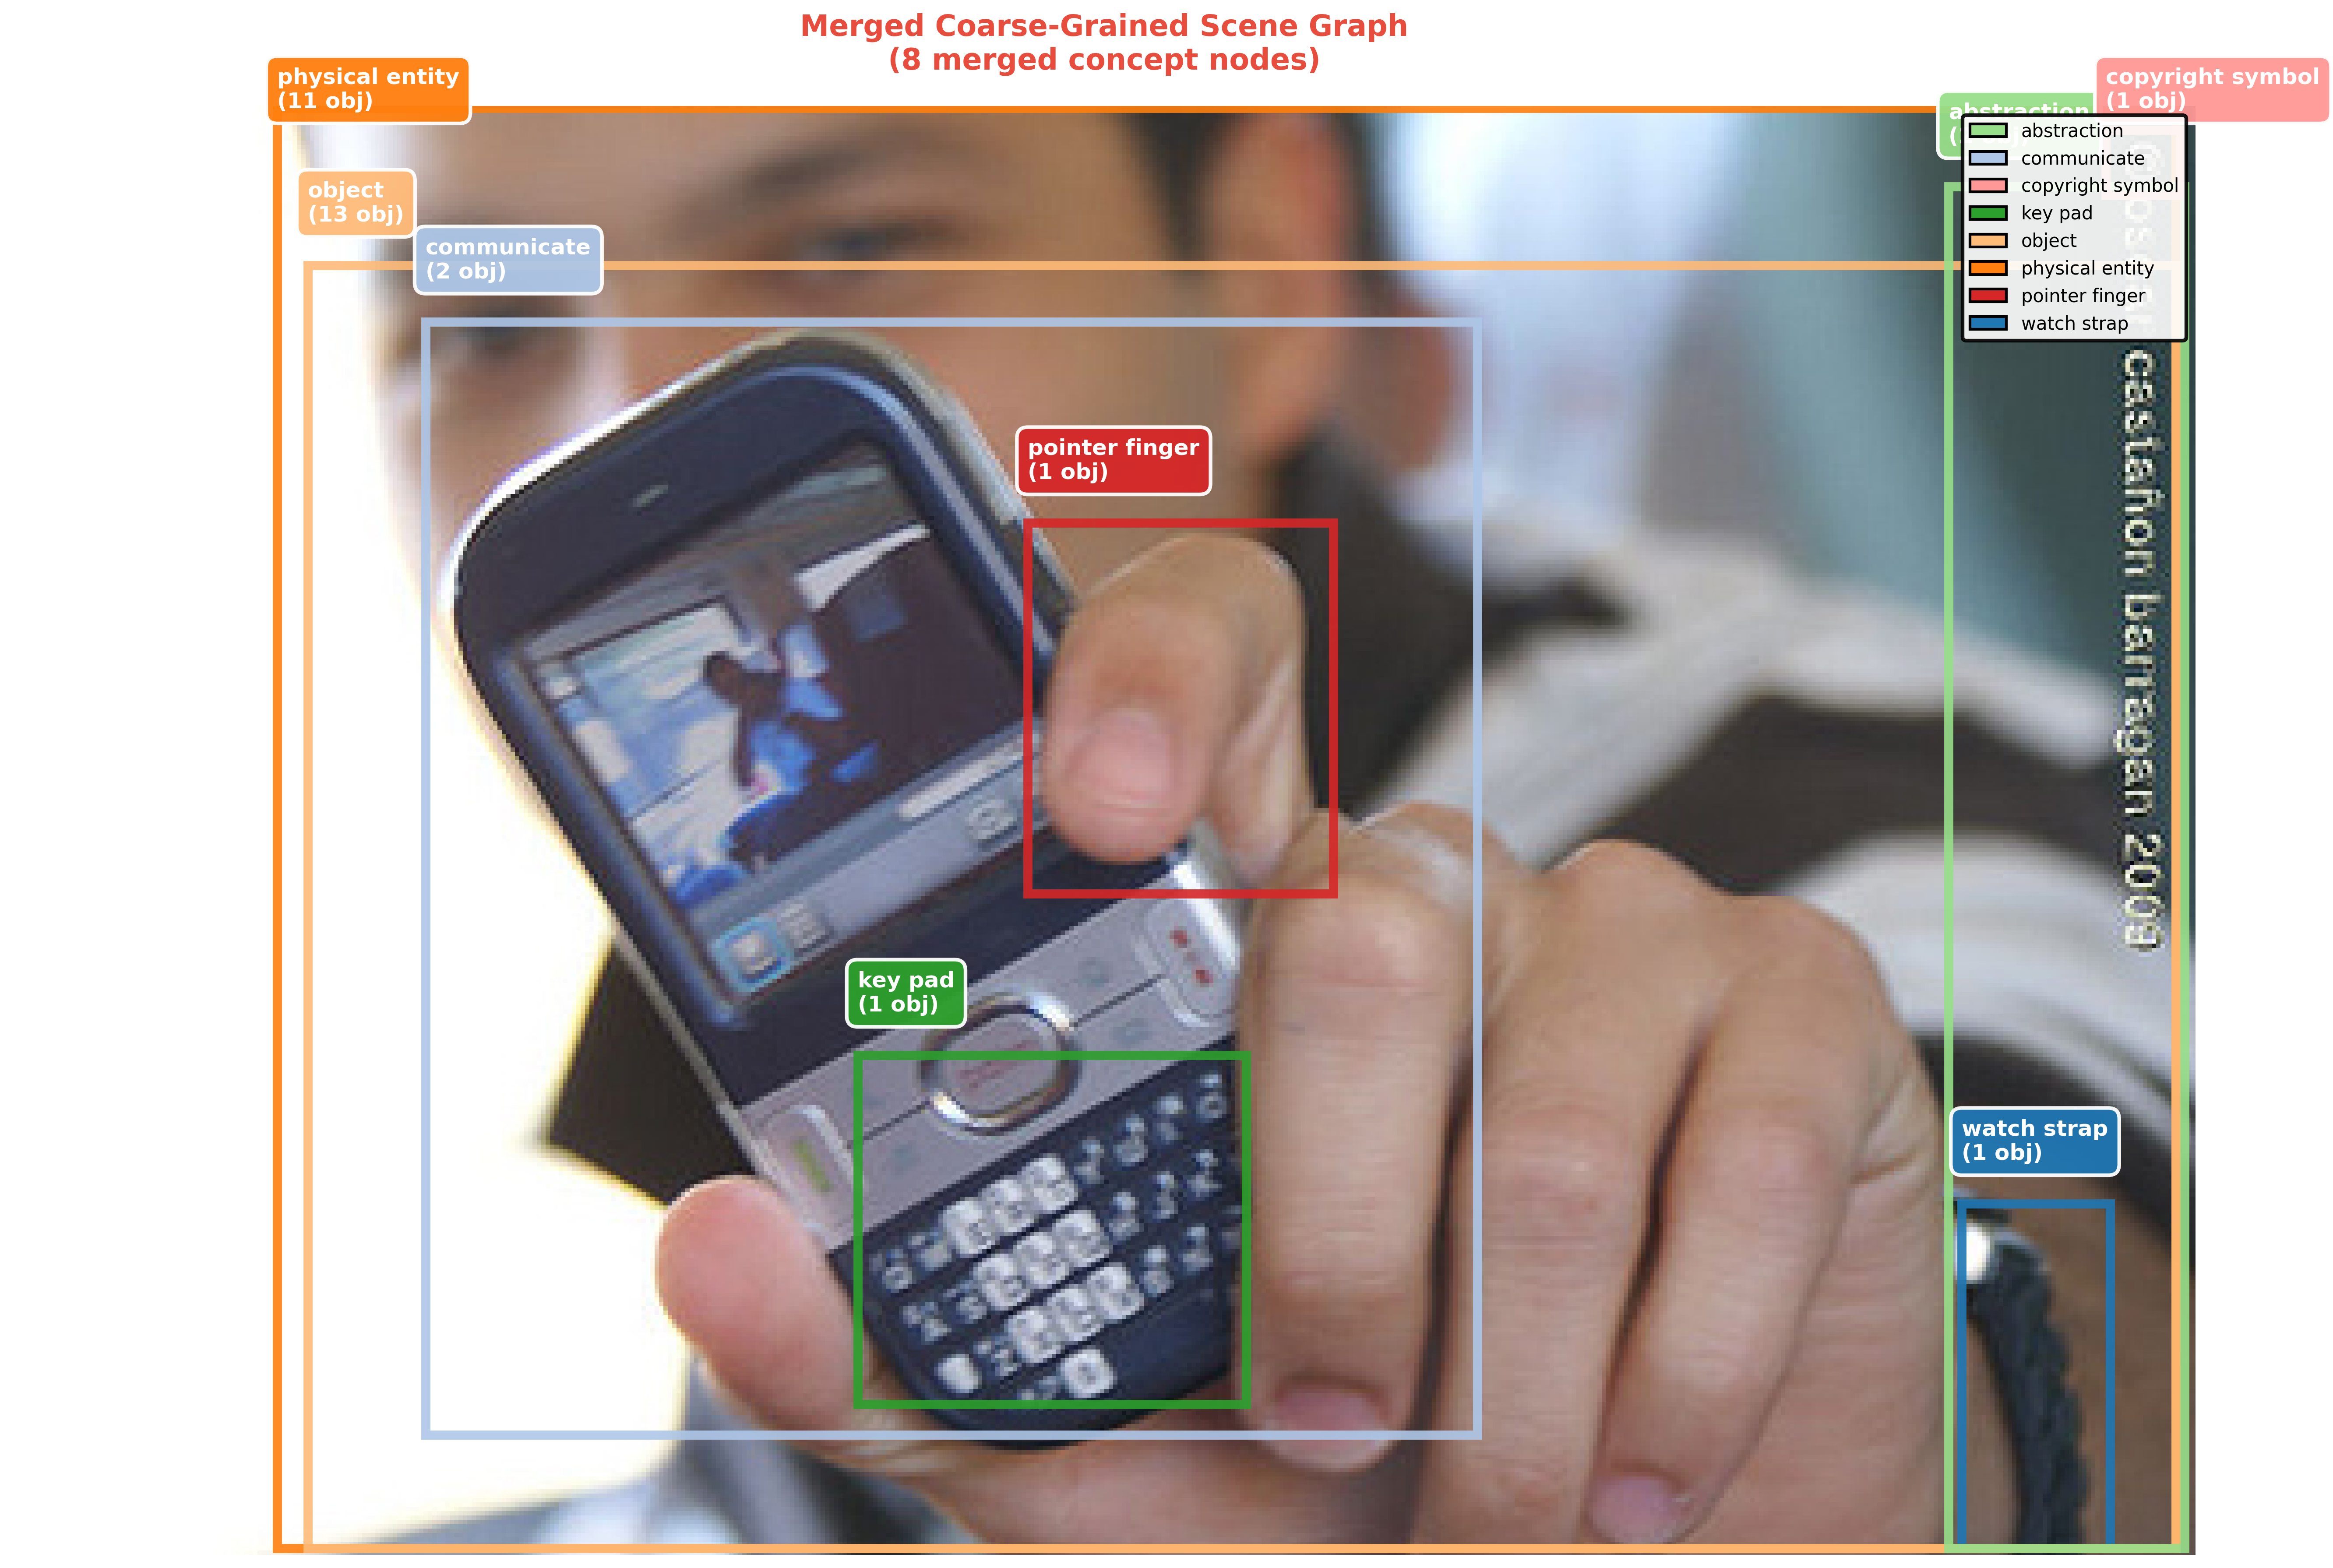 Merged Coarse-Grained Scene Graph
(8 merged concept nodes)
physical entity
(11 obj)
copyright symbol
(1 obj)
abstraction
object
(13 obj)
communicate
(2 obj)
abstraction
communicate
copyright symbol
key pad
object
physical entity
pointer finger
watch strap
pointer finger
(1 obj)
castañon barragan 2009
key pad
(1 obj)
watch strap
(1 obj)